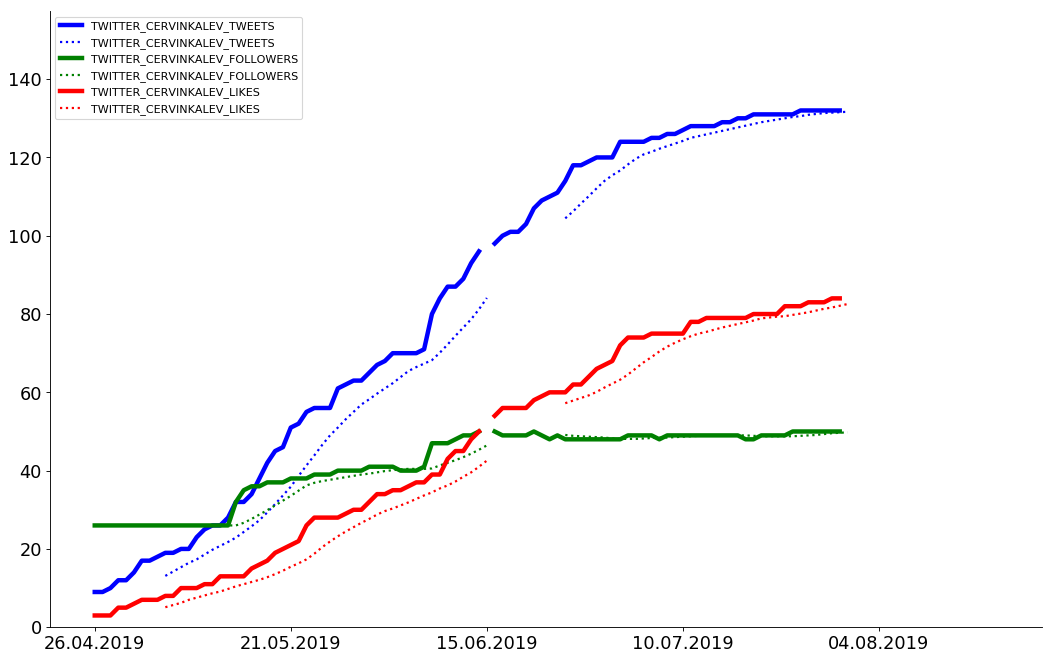 TWITTER_CERVINKALEV_TWEETS
TWITTER_CERVINKALEV_TWEETS
TWITTER_CERVINKALEV_FOLLOWERS
TWITTER_CERVINKALEV_FOLLOWERS
TWITTER_CERVINKALEV_LIKES
TWITTER_CERVINKALEV_LIKES
140
120
100
80
60
40
20
0
26.04.2019 21.05.2019 15.06.2019 10.07.2019 04.08.2019